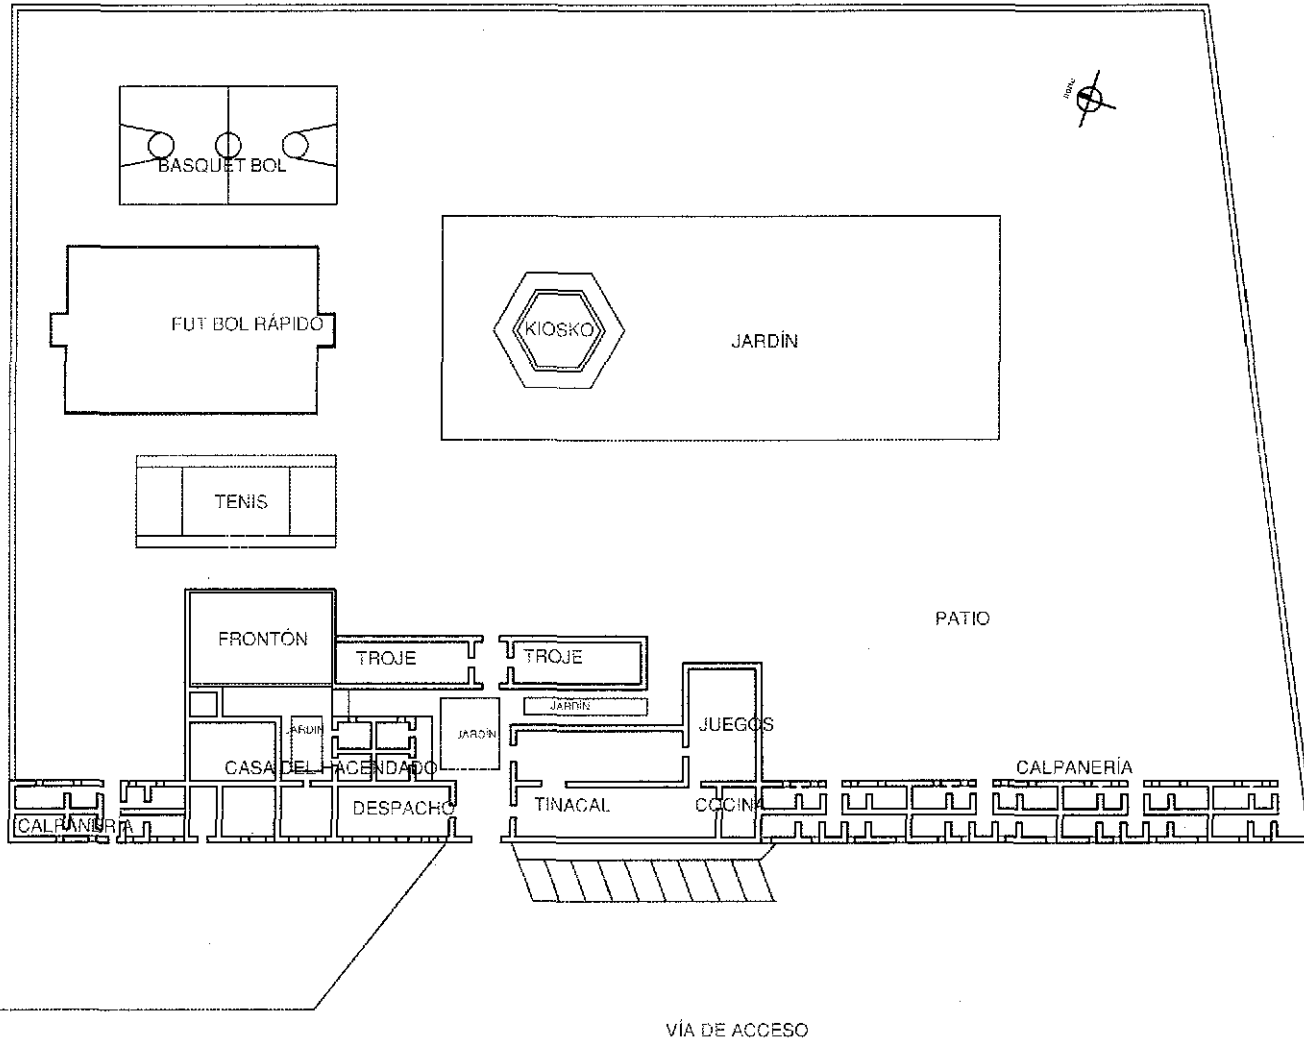 norte
BASQUET BOL
FUT BOL RÁPIDO
KIOSKO
JARDÍN
TENIS
PATIO
FRONTÓN
TROJE
TROJE
JARDÍN
JUEGOS
JARDÍN
JARDÍN
CASA DEL HACENDADO
CALPANERÍA
DESPACHO
TINACAL
COCINA
CALPANERÍA
VÍA DE ACCESO